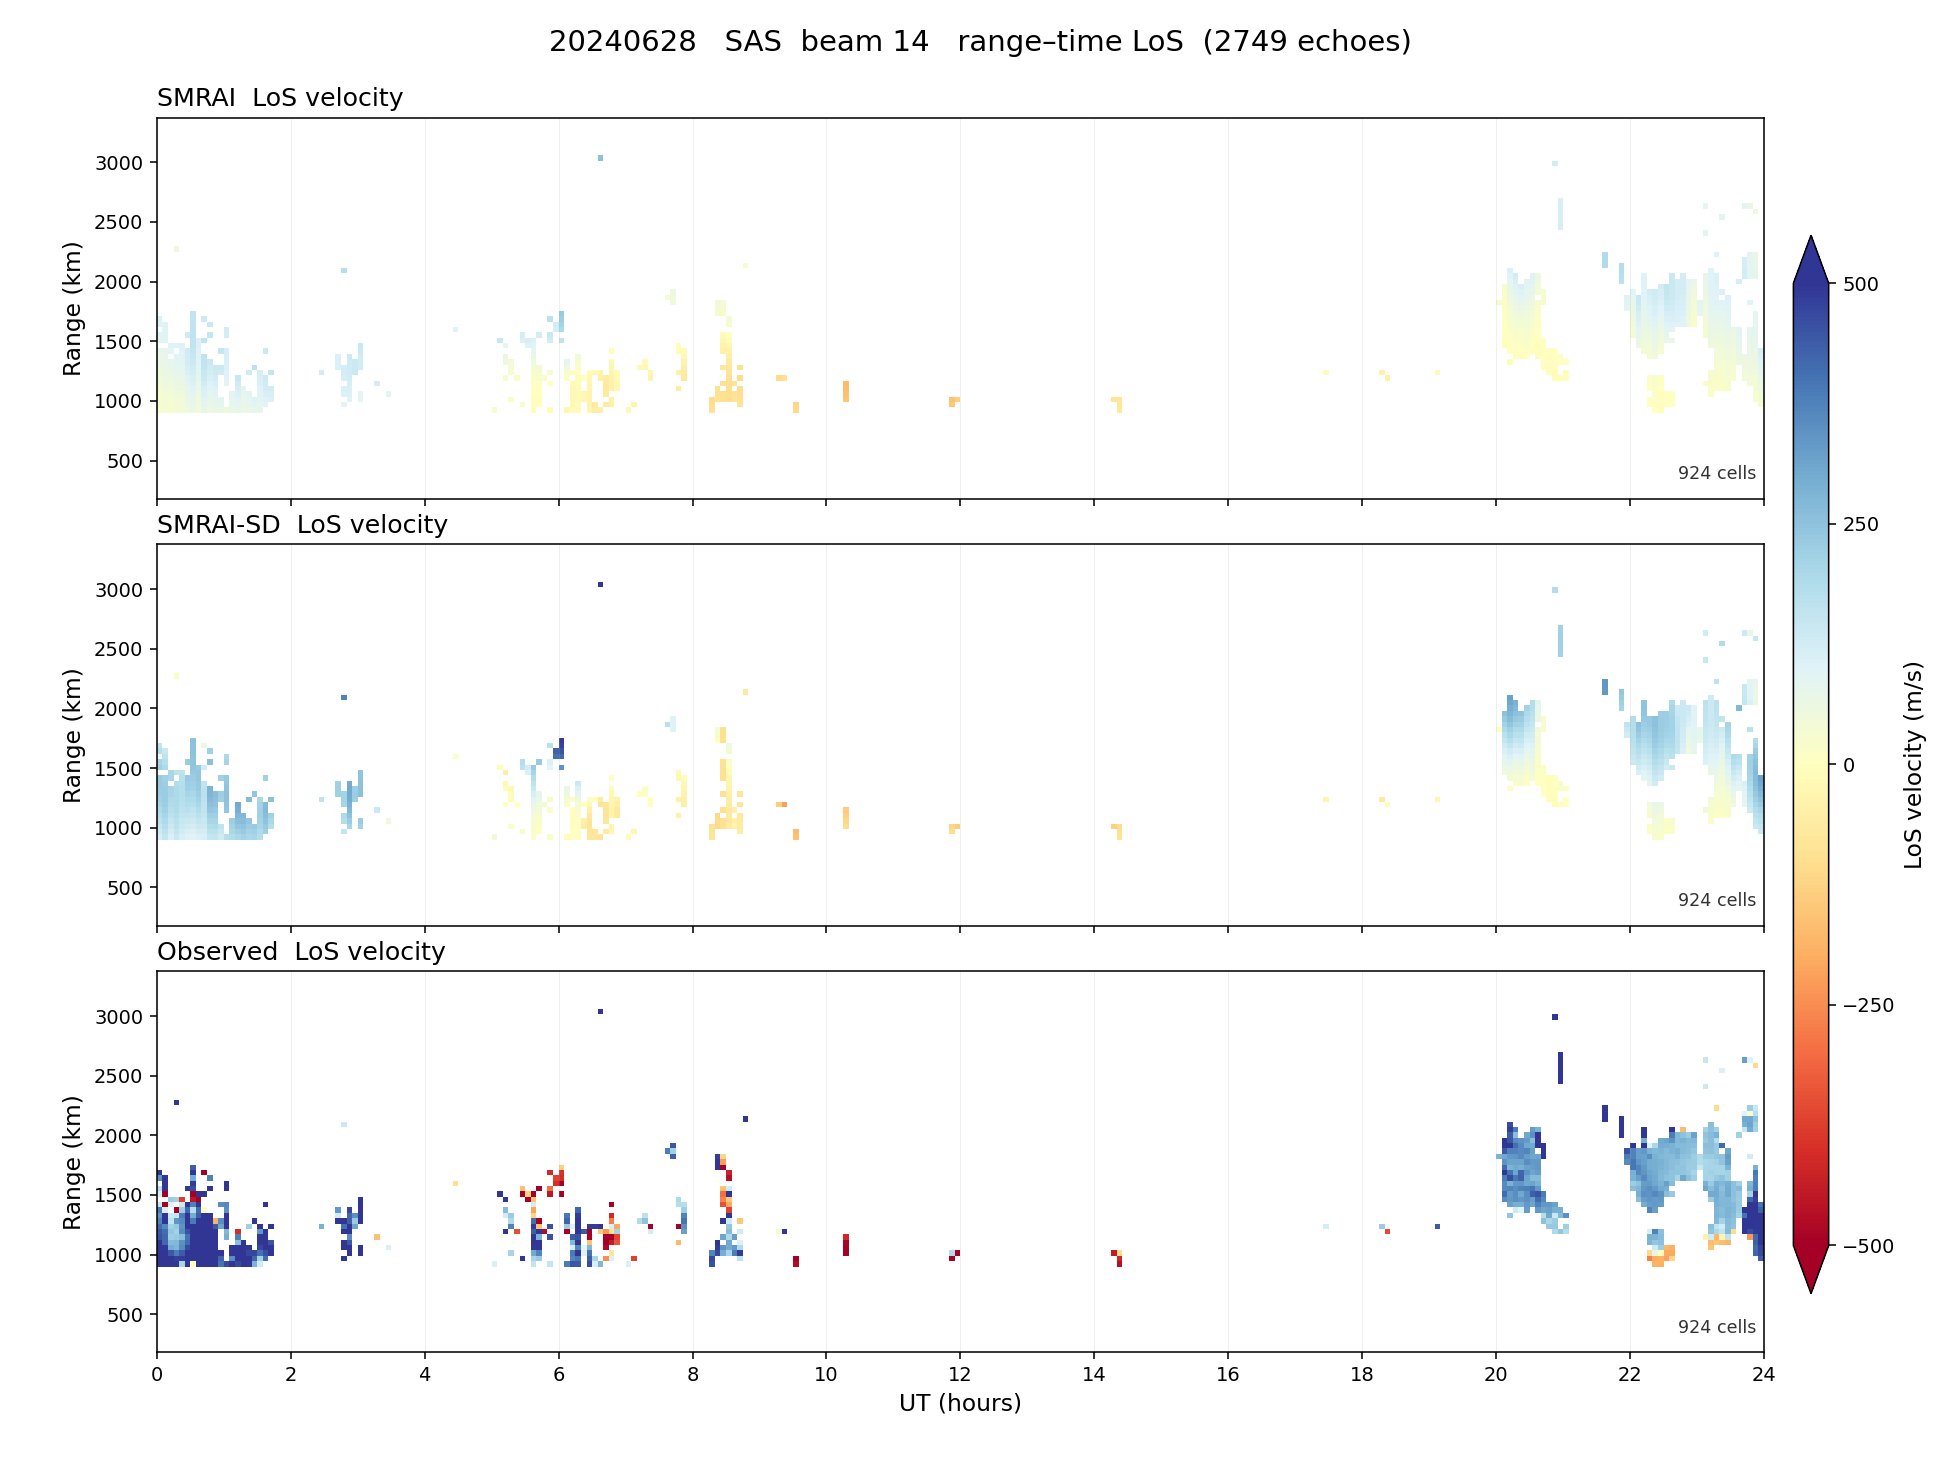 20240628   SAS  beam 14   range–time LoS  (2749 echoes)
SMRAI  LoS velocity
3000
2500
2000
1500
1000
500
Range (km)
924 cells
SMRAI-SD  LoS velocity
3000
2500
2000
1500
1000
500
Range (km)
924 cells
Observed  LoS velocity
3000
2500
2000
1500
1000
500
Range (km)
924 cells
0 2 4 6 8 10 12 14 16 18 20 22 24
UT (hours)
500
250
0
−250
−500
LoS velocity (m/s)